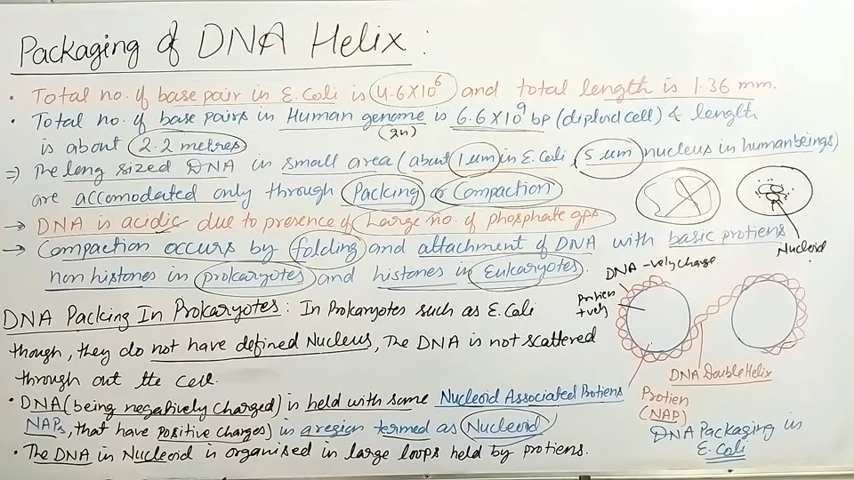 Packaging of DNA Helix :
• Total no. of base pair in E.Coli is 4.6X10⁶ and total length is 1.36 mm.
• Total no. of base pairs in Human genome is 6.6X10⁹ bp (diploid cell) & length
(2n)
is about 2.2 metres
⇒ The long sized DNA in small area (about 1 um in E.Coli, 5 um nucleus in human beings)
are accomodated only through Packing or Compaction
→ DNA is acidic due to presence of Large no. of phosphate gps
→ Compaction occurs by folding and attachment of DNA with basic protiens
non histones in prokaryotes and histones in Eukaryotes.
Nucleoid
DNA -vely charge
Protien
+vely
DNA Packing In Prokaryotes : In Prokaryotes such as E.Coli
though, they do not have defined Nucleus, The DNA is not scattered
through out the cell.
• DNA (being negatively charged) is held with some Nucleoid Associated Protiens
NAPs, that have positive charges) in a region termed as Nucleoid
• The DNA in Nucleoid is organised in large loops held by protiens.
DNA Double Helix
Protien
(NAP)
DNA Packaging in
E.Coli